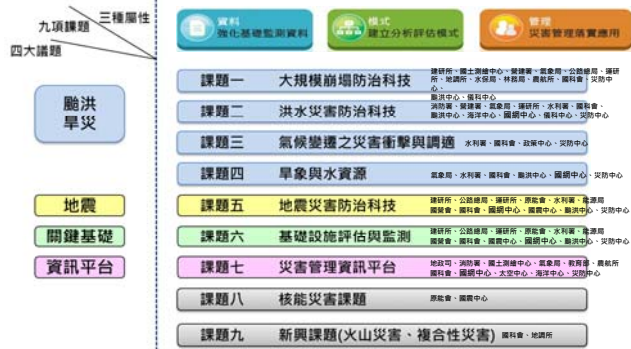 三種屬性
九項課題
四大議題
資料
強化基礎監測資料
模式
建立分析評估模式
管理
災害管理落實應用
颱洪
旱災
課題一 大規模崩塌防治科技
建研所、國土測繪中心、營建署、氣象局、公路總局、運研
所、地調所、水保局、林務局、農航所、國科會、災防中
心、
颱洪中心、儀科中心
課題二 洪水災害防治科技
消防署、營建署、氣象局、運研所、水利署、國科會、
颱洪中心、海洋中心、國網中心、儀科中心、災防中心
課題三 氣候變遷之災害衝擊與調適 水利署、國科會、政策中心、災防中心
課題四 旱象與水資源 氣象局、水利署、國科會、颱洪中心、國網中心、災防中心
地震
課題五 地震災害防治科技
建研所、公路總局、運研所、原能會、水利署、能源局
國營會、國科會、國網中心、國震中心、颱洪中心、災防中心
關鍵基礎
課題六 基礎設施評估與監測
建研所、公路總局、運研所、原能會、水利署、能源局
國營會、國科會、國震中心、國網中心、颱洪中心、災防中心
資訊平台
課題七 災害管理資訊平台
地政司、消防署、國土測繪中心、氣象局、教育部、農航所
國科會、國網中心、太空中心、海洋中心、災防中心
課題八 核能災害課題 原能會、國震中心
課題九 新興課題(火山災害、複合性災害) 國科會、地調所